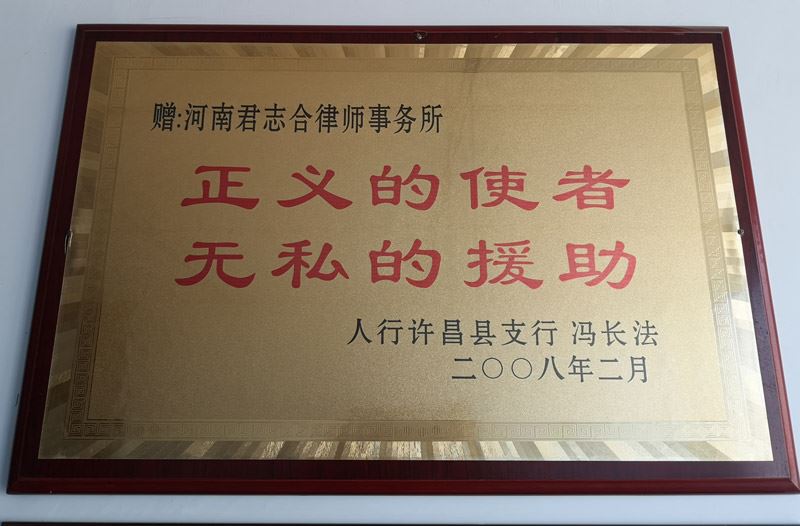 赠:河南君志合律师事务所
正义的使者
无私的援助
人行许昌县支行 冯长法
二〇〇八年二月